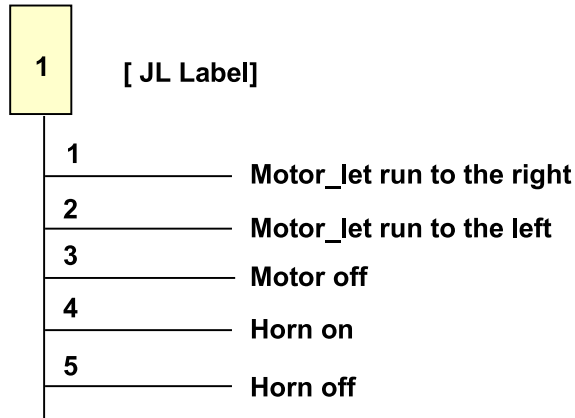 1 [ JL Label]
1 Motor_let run to the right
2 Motor_let run to the left
3 Motor off
4 Horn on
5 Horn off